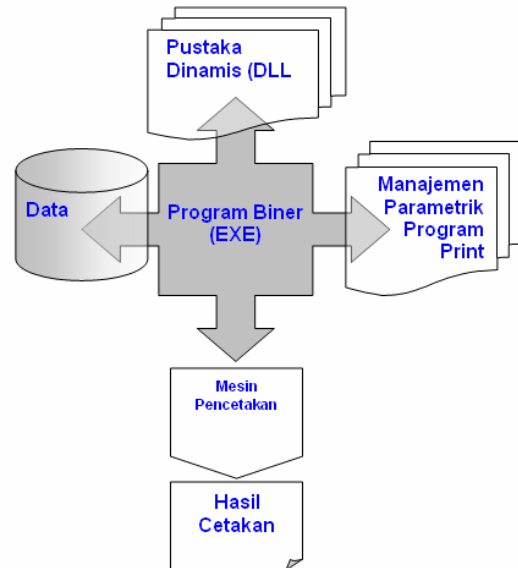 Pustaka
Dinamis (DLL
Data
Program Biner
(EXE)
Manajemen
Parametrik
Program
Print
Mesin
Pencetakan
Hasil
Cetakan